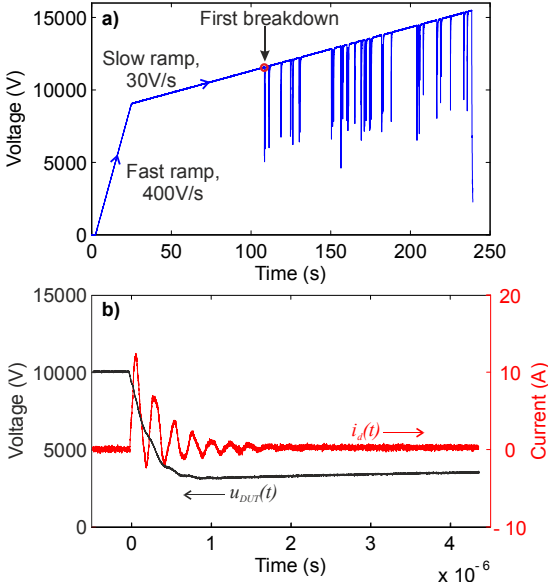 a)
First breakdown
Slow ramp,
30V/s
Fast ramp,
400V/s
Voltage (V)
15000
10000
5000
0
0 50 100 150 200 250
Time (s)
b)
Voltage (V)
15000
10000
5000
0
i_d(t)
u_DUT(t)
Current (A)
20
10
0
- 10
0 1 2 3 4
Time (s)
x 10^-6